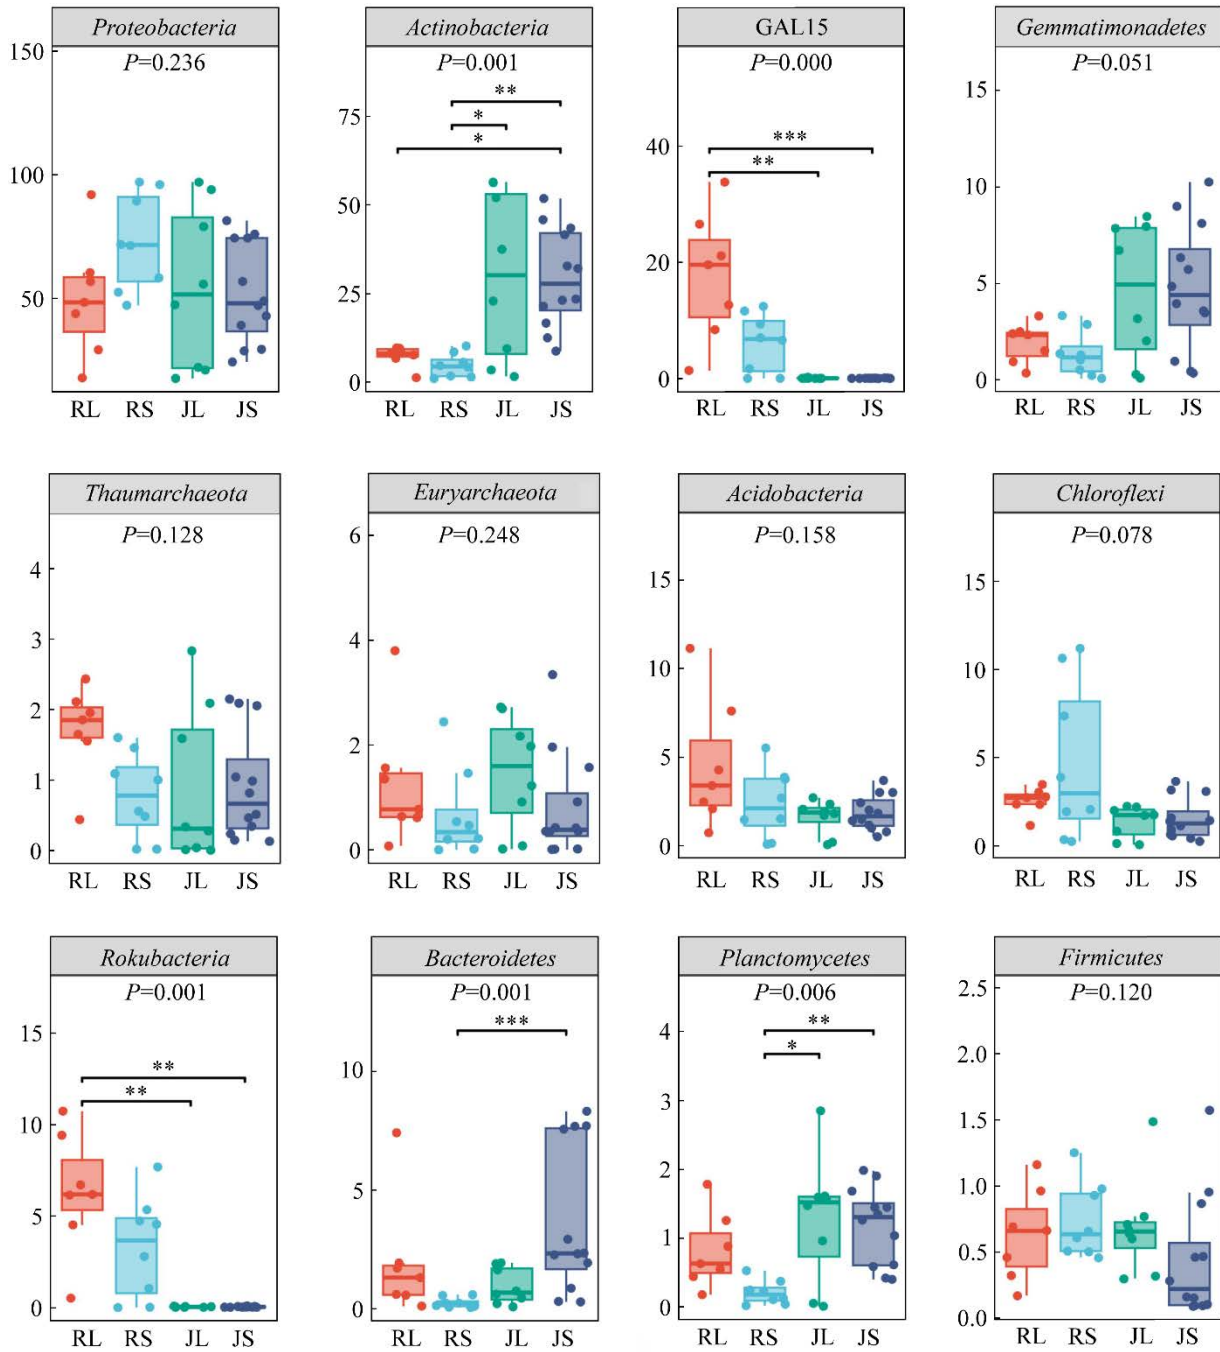 Proteobacteria
P=0.236
150
100
50
RL RS JL JS
Actinobacteria
P=0.001
**
*
*
75
50
25
0
RL RS JL JS
GAL15
P=0.000
***
**
40
20
0
RL RS JL JS
Gemmatimonadetes
P=0.051
15
10
5
0
RL RS JL JS
Thaumarchaeota
P=0.128
4
3
2
1
0
RL RS JL JS
Euryarchaeota
P=0.248
6
4
2
0
RL RS JL JS
Acidobacteria
P=0.158
15
10
5
0
RL RS JL JS
Chloroflexi
P=0.078
15
10
5
0
RL RS JL JS
Rokubacteria
P=0.001
15
**
**
10
5
0
RL RS JL JS
Bacteroidetes
P=0.001
***
10
5
0
RL RS JL JS
Planctomycetes
P=0.006
**
4
*
3
2
1
0
RL RS JL JS
Firmicutes
P=0.120
2.5
2.0
1.5
1.0
0.5
0.0
RL RS JL JS